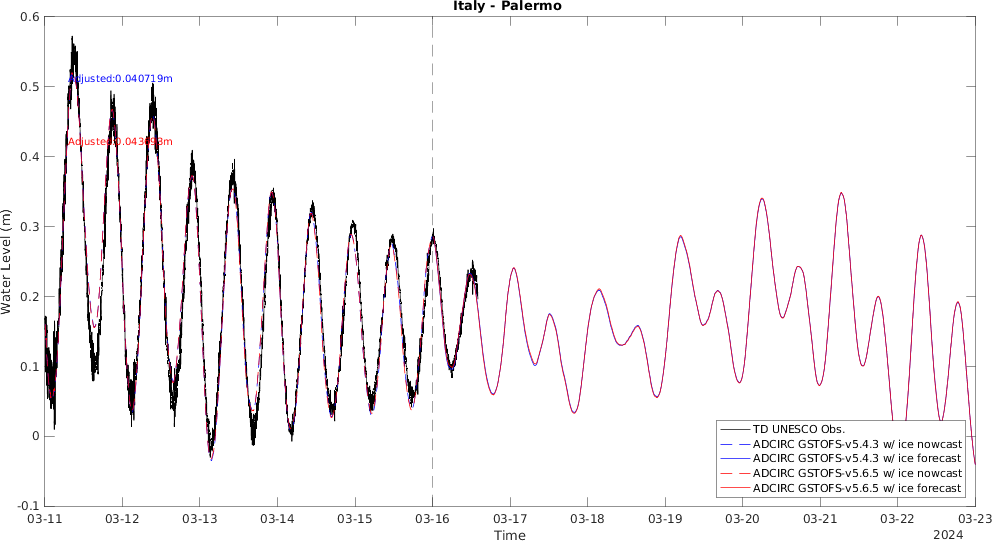 Italy - Palermo
0.6
0.5
0.4
0.3
0.2
0.1
0
-0.1
Water Level (m)
Adjusted:0.040719m
TD UNESCO Obs.
ADCIRC GSTOFS-v5.4.3 w/ ice nowcast
ADCIRC GSTOFS-v5.4.3 w/ ice forecast
ADCIRC GSTOFS-v5.6.5 w/ ice nowcast
ADCIRC GSTOFS-v5.6.5 w/ ice forecast
03-11 03-12 03-13 03-14 03-15 03-16 03-17 03-18 03-19 03-20 03-21 03-22 03-23
Time
2024